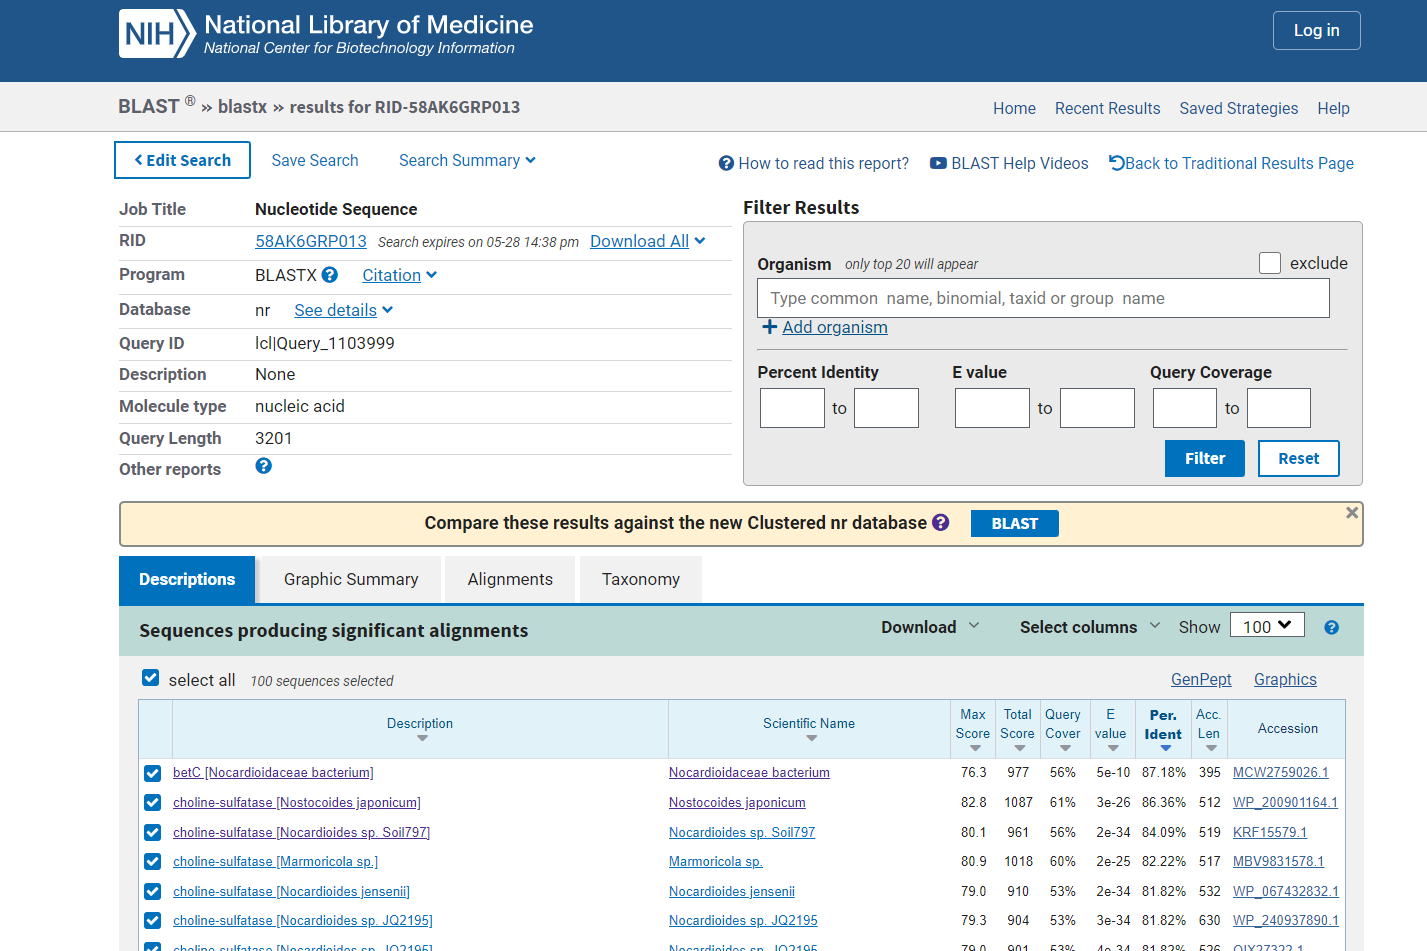 NIH National Library of Medicine
National Center for Biotechnology Information
Log in
BLAST ® » blastx » results for RID-58AK6GRP013
Home Recent Results Saved Strategies Help
Edit Search Save Search Search Summary
How to read this report? BLAST Help Videos Back to Traditional Results Page
Job Title Nucleotide Sequence
RID 58AK6GRP013 Search expires on 05-28 14:38 pm Download All
Program BLASTX Citation
Database nr See details
Query ID lcl|Query_1103999
Description None
Molecule type nucleic acid
Query Length 3201
Other reports
Filter Results
Organism only top 20 will appear exclude
Type common name, binomial, taxid or group name
Add organism
Percent Identity E value Query Coverage
to to to
Filter Reset
Compare these results against the new Clustered nr database BLAST
Descriptions Graphic Summary Alignments Taxonomy
Sequences producing significant alignments Download Select columns Show 100
select all 100 sequences selected GenPept Graphics
Description Scientific Name Max Score Total Score Query Cover E value Per. Ident Acc. Len Accession
betC [Nocardioidaceae bacterium] Nocardioidaceae bacterium 76.3 977 56% 5e-10 87.18% 395 MCW2759026.1
choline-sulfatase [Nostocoides japonicum] Nostocoides japonicum 82.8 1087 61% 3e-26 86.36% 512 WP_200901164.1
choline-sulfatase [Nocardioides sp. Soil797] Nocardioides sp. Soil797 80.1 961 56% 2e-34 84.09% 519 KRF15579.1
choline-sulfatase [Marmoricola sp.] Marmoricola sp. 80.9 1018 60% 2e-25 82.22% 517 MBV9831578.1
choline-sulfatase [Nocardioides jensenii] Nocardioides jensenii 79.0 910 53% 2e-34 81.82% 532 WP_067432832.1
choline-sulfatase [Nocardioides sp. JQ2195] Nocardioides sp. JQ2195 79.3 904 53% 3e-34 81.82% 630 WP_240937890.1
choline-sulfatase [Nocardioides sp. JQ2195] Nocardioides sp. JQ2195 79.0 901 53% 4e-34 81.82% 526 QIX27322.1